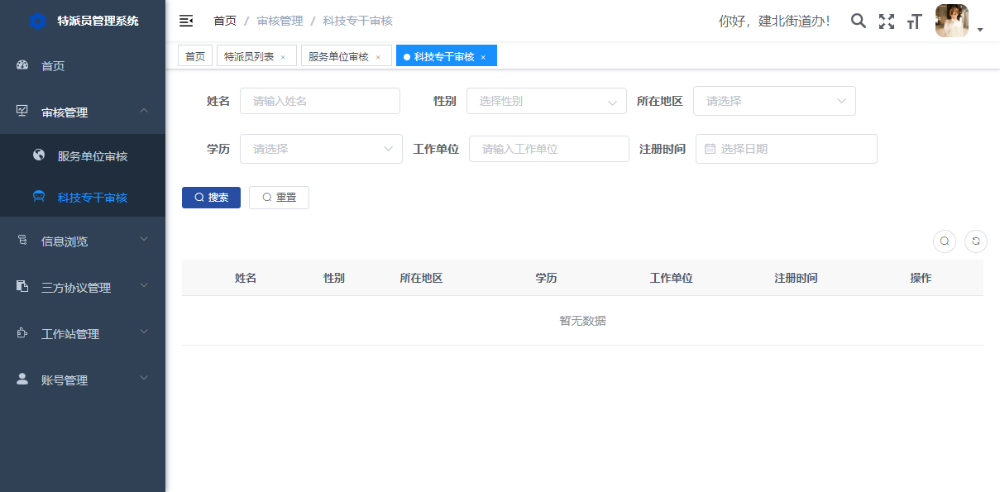 特派员管理系统
首页
审核管理
服务单位审核
科技专干审核
信息浏览
三方协议管理
工作站管理
账号管理
首页 / 审核管理 / 科技专干审核
你好，建北街道办!
首页 特派员列表 × 服务单位审核 × 科技专干审核 ×
姓名 请输入姓名 性别 选择性别 所在地区 请选择
学历 请选择 工作单位 请输入工作单位 注册时间 选择日期
搜索 重置
姓名 性别 所在地区 学历 工作单位 注册时间 操作
暂无数据